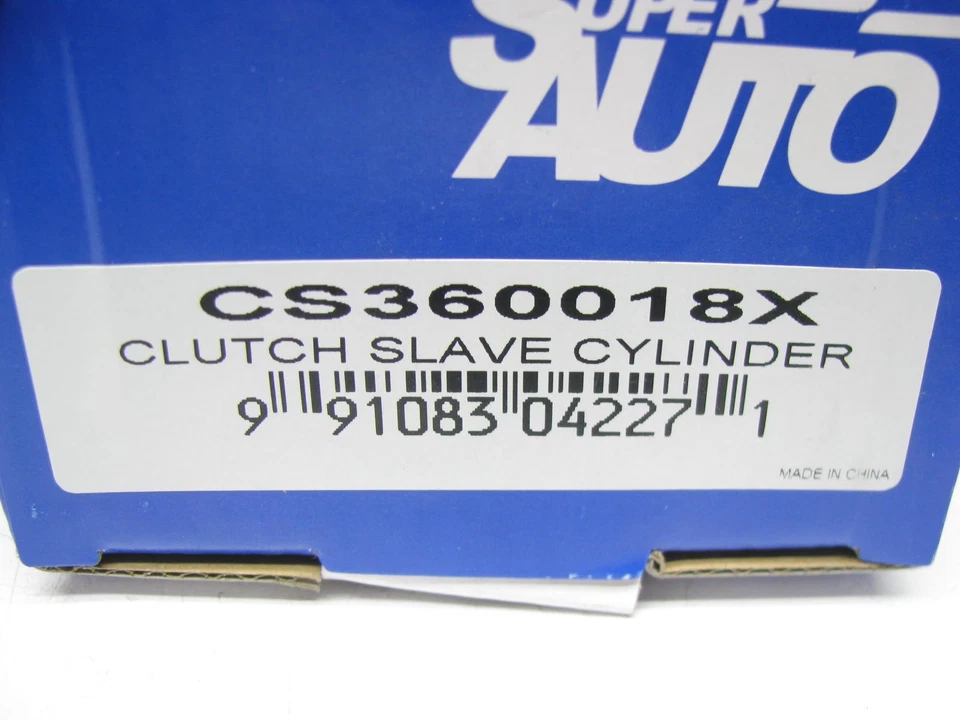 SUPER
AUTO
CS360018X
CLUTCH SLAVE CYLINDER
9 91083 04227 1
MADE IN CHINA